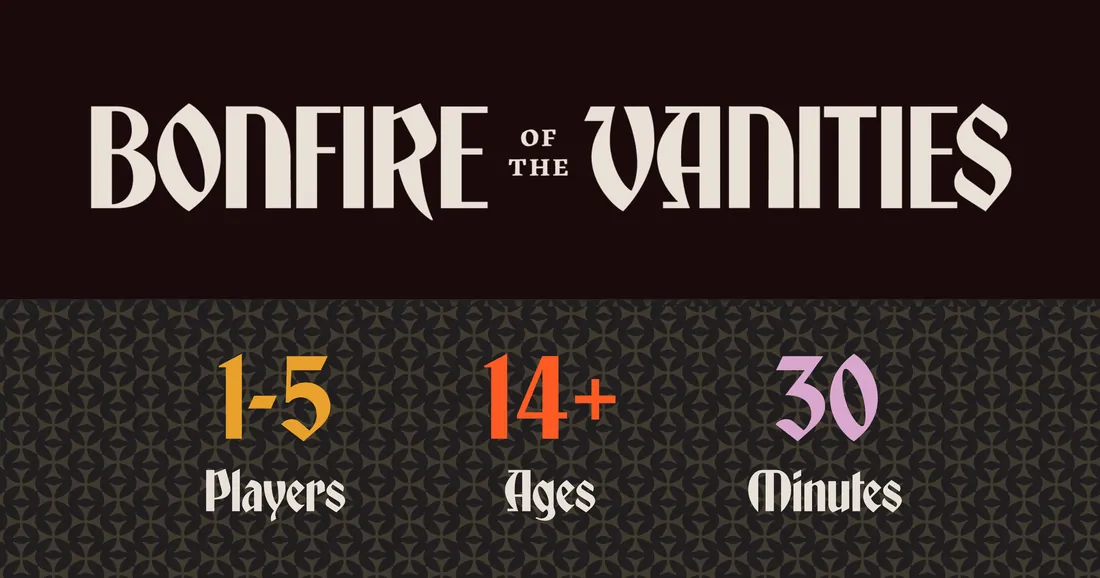 BONFIRE OF THE VANITIES
1-5 14+ 30
Players Ages Minutes